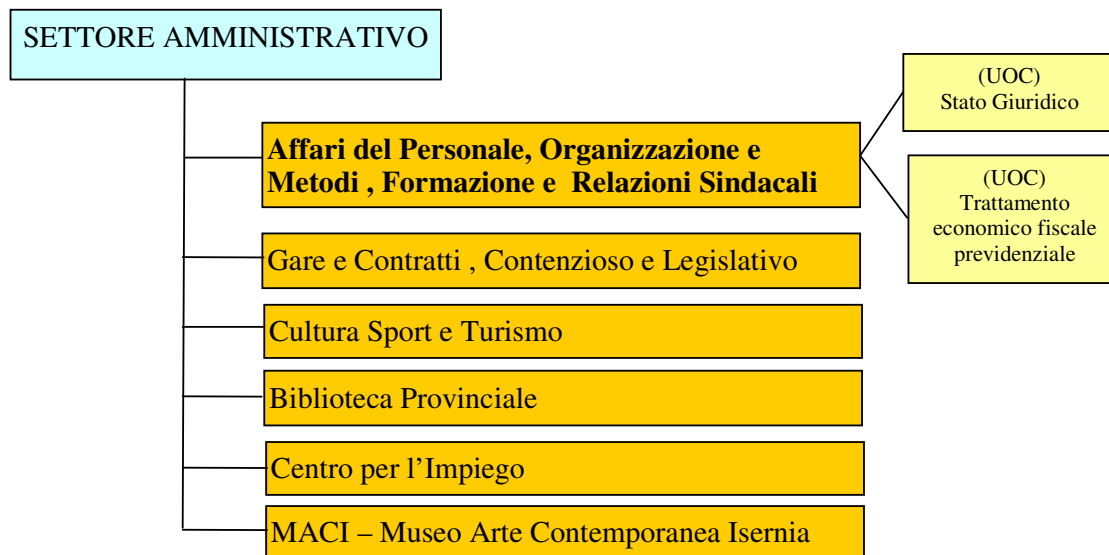 SETTORE AMMINISTRATIVO
(UOC)
Stato Giuridico
Affari del Personale, Organizzazione e
Metodi , Formazione e Relazioni Sindacali
(UOC)
Trattamento
economico fiscale
previdenziale
Gare e Contratti , Contenzioso e Legislativo
Cultura Sport e Turismo
Biblioteca Provinciale
Centro per l’Impiego
MACI – Museo Arte Contemporanea Isernia